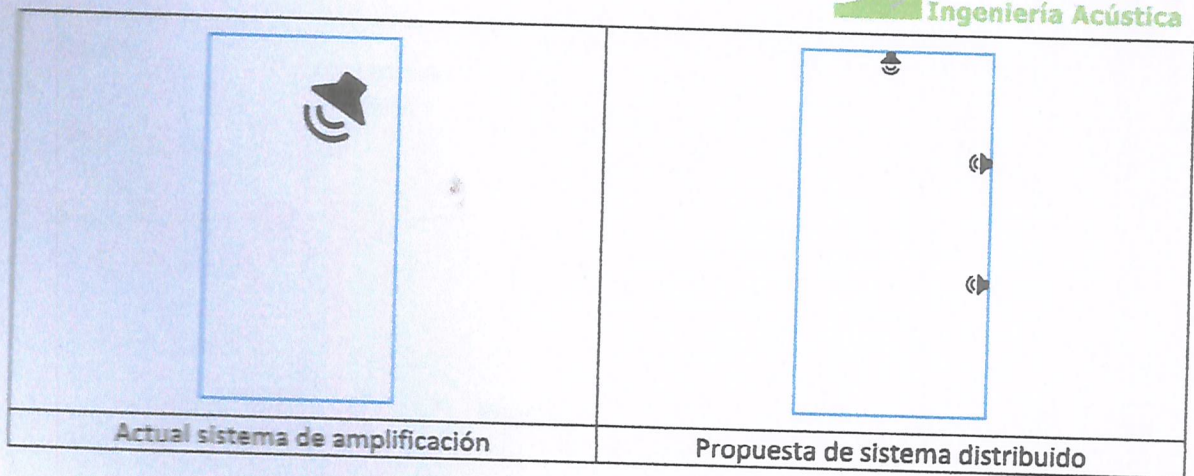 Ingeniería Acústica
Actual sistema de amplificación
Propuesta de sistema distribuido